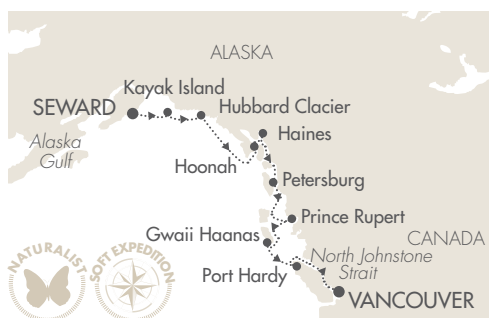 ALASKA
Kayak Island
SEWARD
Hubbard Clacier
Alaska
Gulf
Haines
Hoonah
Petersburg
Prince Rupert
Gwaii Haanas
CANADA
North Johnstone
Strait
Port Hardy
VANCOUVER
NATURALIST
SOFT EXPEDITION